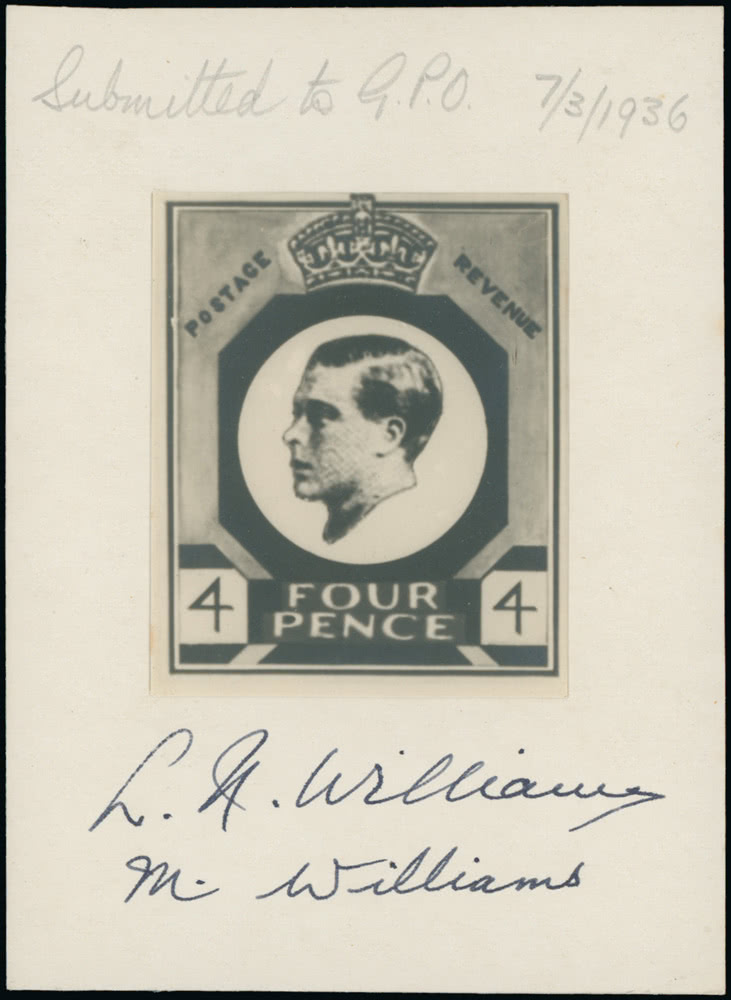 Submitted to G.P.O. 7/3/1936
POSTAGE REVENUE
4 FOUR PENCE 4
L. N. Williams
M. Williams